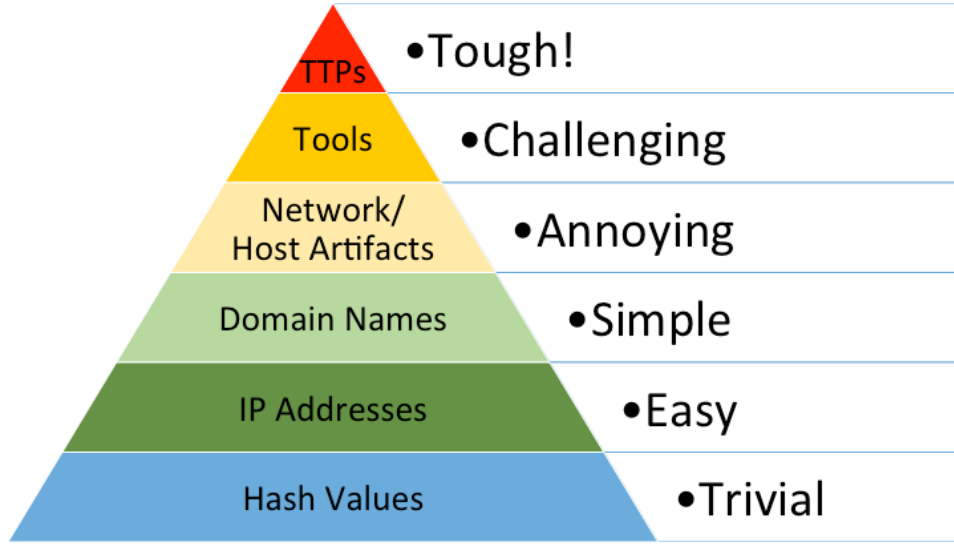 TTPs
•Tough!
Tools
•Challenging
Network/
Host Artifacts
•Annoying
Domain Names
•Simple
IP Addresses
•Easy
Hash Values
•Trivial